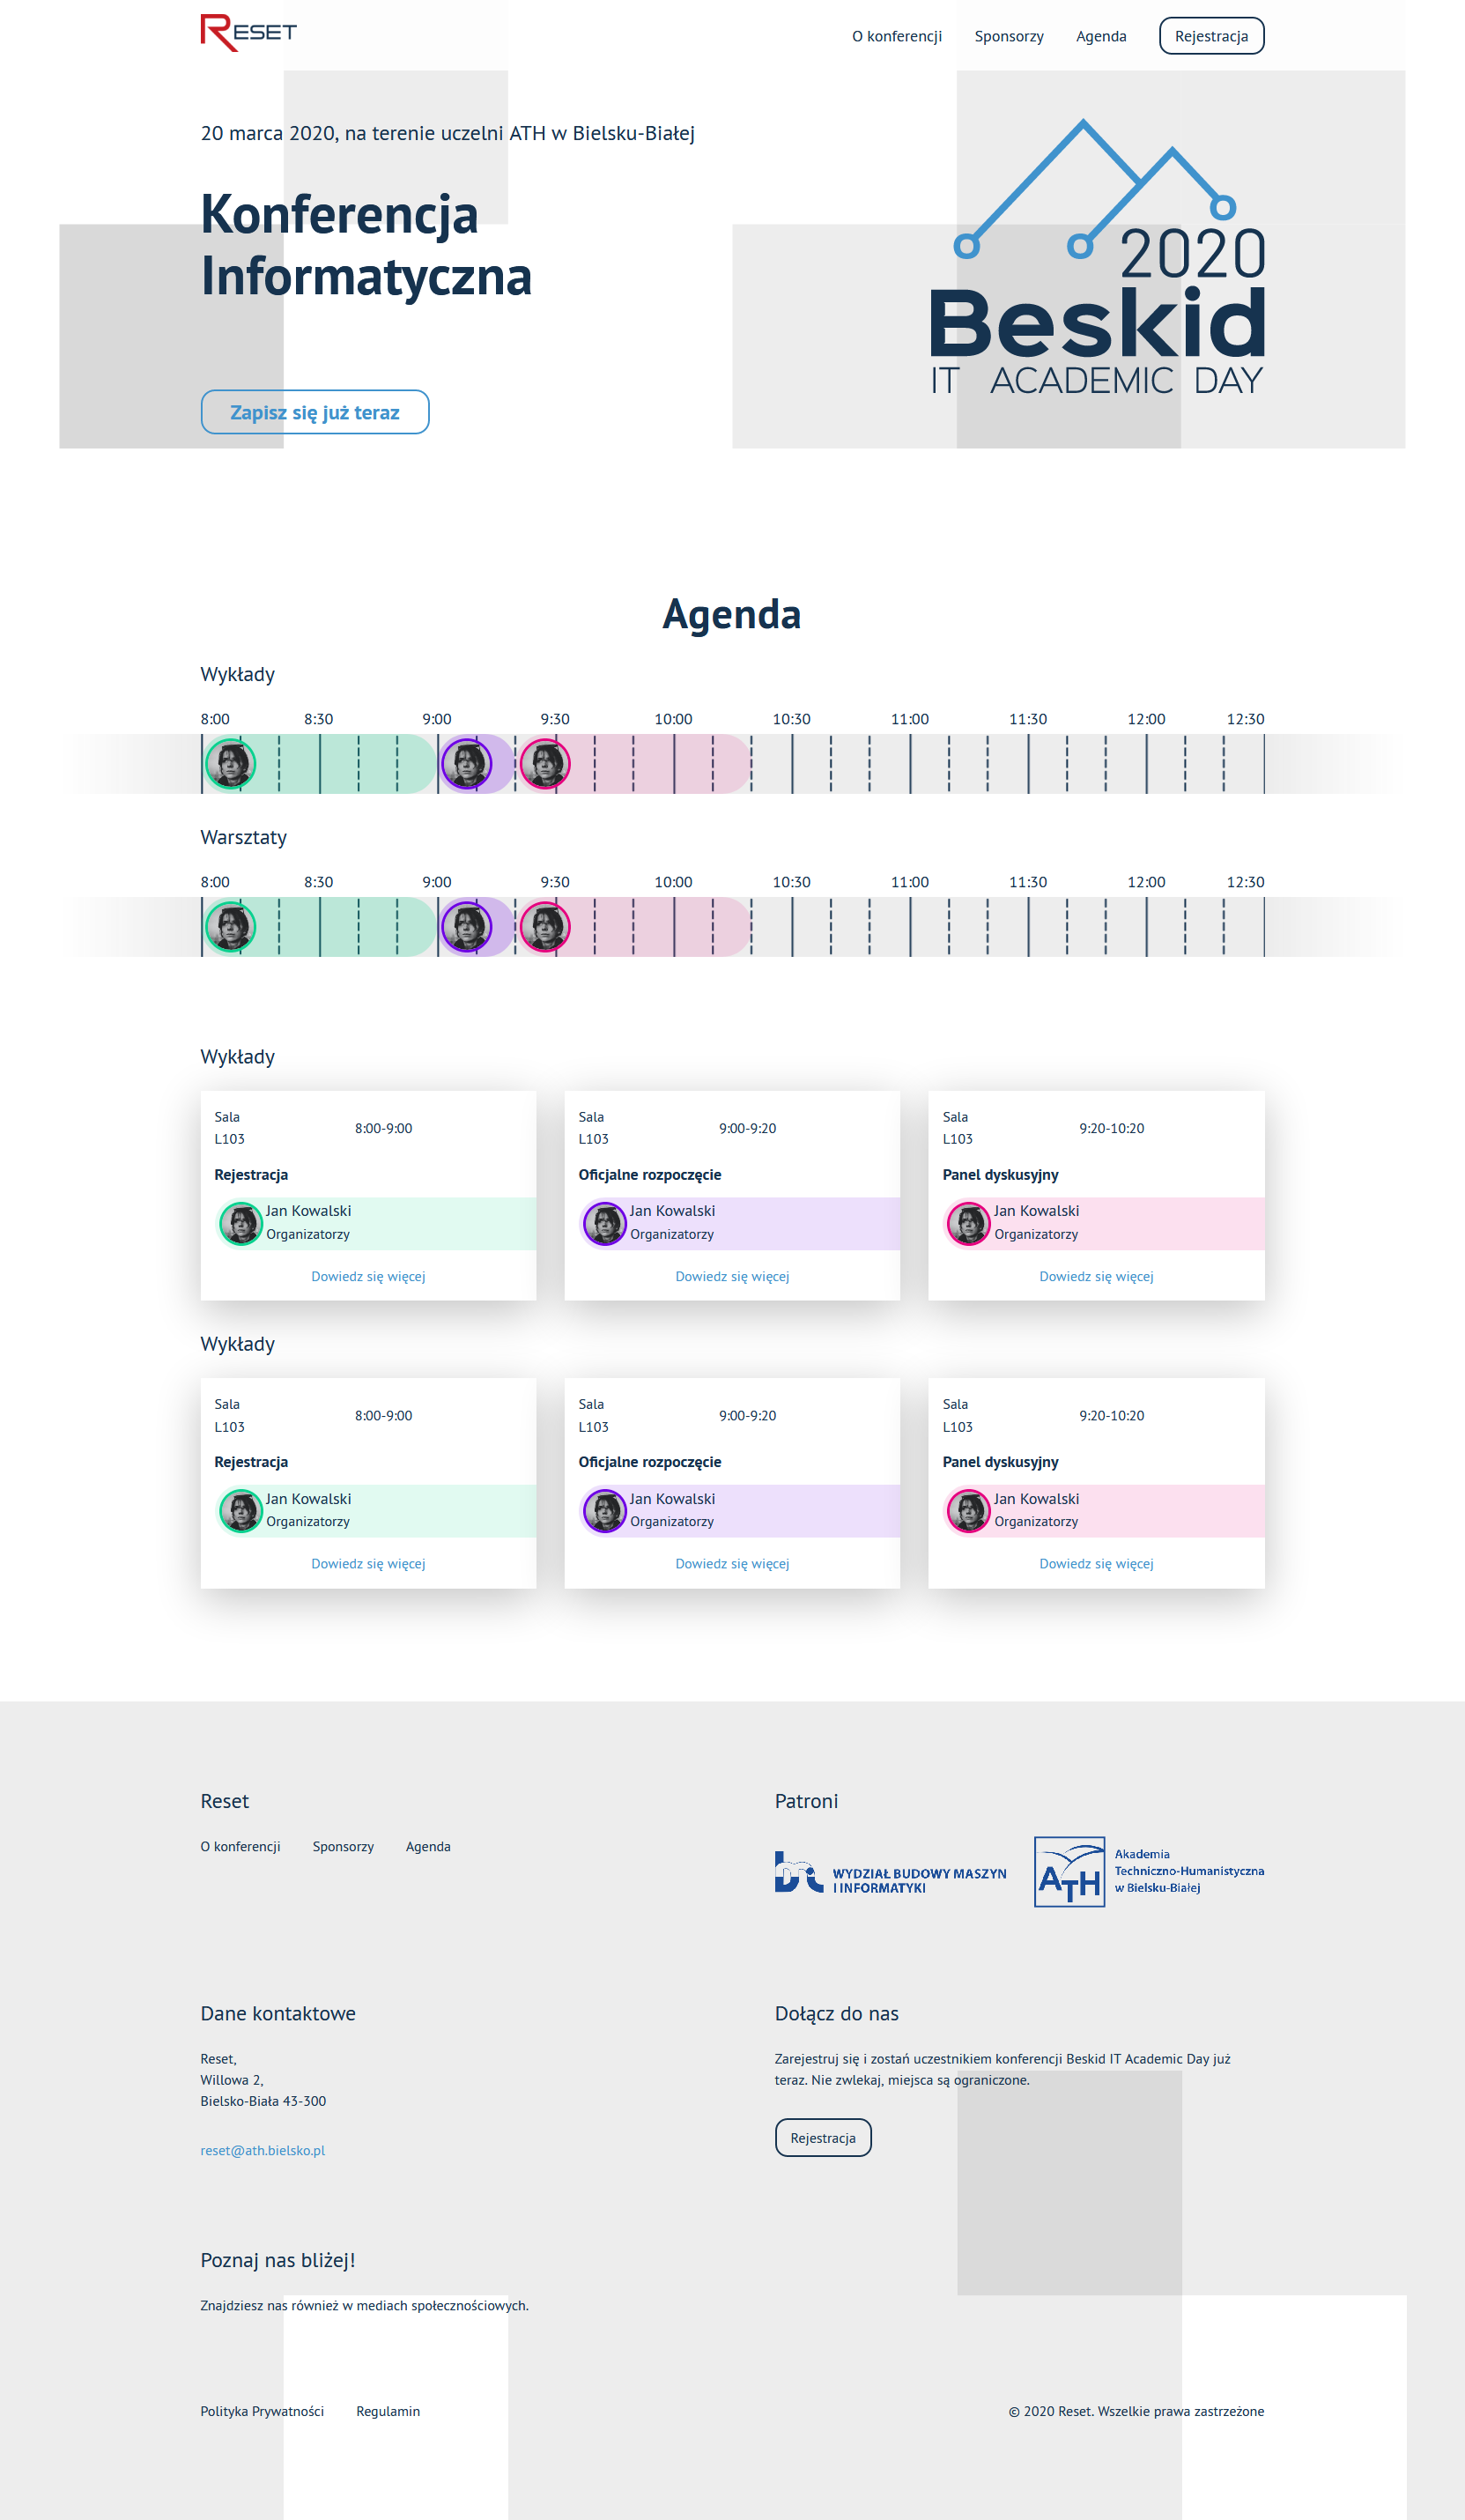 RESET
O konferencji Sponsorzy Agenda Rejestracja
20 marca 2020, na terenie uczelni ATH w Bielsku-Białej
Konferencja
Informatyczna
Zapisz się już teraz
2020
Beskid
IT ACADEMIC DAY
Agenda
Wykłady
8:00 8:30 9:00 9:30 10:00 10:30 11:00 11:30 12:00 12:30
Warsztaty
8:00 8:30 9:00 9:30 10:00 10:30 11:00 11:30 12:00 12:30
Wykłady
Sala
L103
8:00-9:00
Rejestracja
Jan Kowalski
Organizatorzy
Dowiedz się więcej
Sala
L103
9:00-9:20
Oficjalne rozpoczęcie
Jan Kowalski
Organizatorzy
Dowiedz się więcej
Sala
L103
9:20-10:20
Panel dyskusyjny
Jan Kowalski
Organizatorzy
Dowiedz się więcej
Wykłady
Sala
L103
8:00-9:00
Rejestracja
Jan Kowalski
Organizatorzy
Dowiedz się więcej
Sala
L103
9:00-9:20
Oficjalne rozpoczęcie
Jan Kowalski
Organizatorzy
Dowiedz się więcej
Sala
L103
9:20-10:20
Panel dyskusyjny
Jan Kowalski
Organizatorzy
Dowiedz się więcej
Reset
O konferencji Sponsorzy Agenda
Patroni
WYDZIAŁ BUDOWY MASZYN
I INFORMATYKI
ATH
Akademia
Techniczno-Humanistyczna
w Bielsku-Białej
Dane kontaktowe
Reset,
Willowa 2,
Bielsko-Biała 43-300
reset@ath.bielsko.pl
Dołącz do nas
Zarejestruj się i zostań uczestnikiem konferencji Beskid IT Academic Day już
teraz. Nie zwlekaj, miejsca są ograniczone.
Rejestracja
Poznaj nas bliżej!
Znajdziesz nas również w mediach społecznościowych.
Polityka Prywatności Regulamin
© 2020 Reset. Wszelkie prawa zastrzeżone